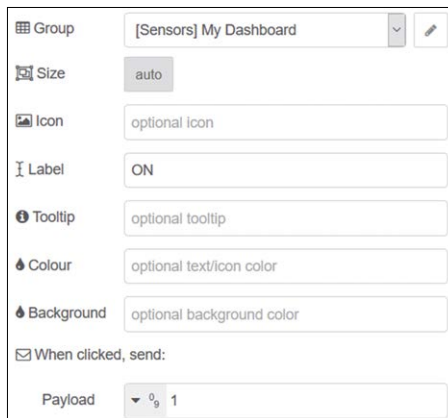 Group [Sensors] My Dashboard
Size auto
Icon optional icon
Label ON
Tooltip optional tooltip
Colour optional text/icon color
Background optional background color
When clicked, send:
Payload 0 9 1